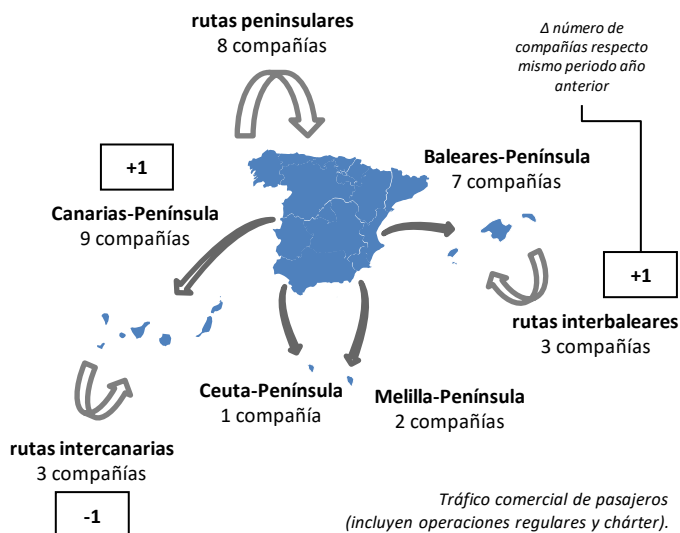 rutas peninsulares
8 compañías
Δ número de
compañías respecto
mismo periodo año
anterior
+1
Baleares-Península
7 compañías
Canarias-Península
9 compañías
+1
rutas interbaleares
3 compañías
Ceuta-Península
1 compañía
Melilla-Península
2 compañías
rutas intercanarias
3 compañías
-1
Tráfico comercial de pasajeros
(incluyen operaciones regulares y chárter).